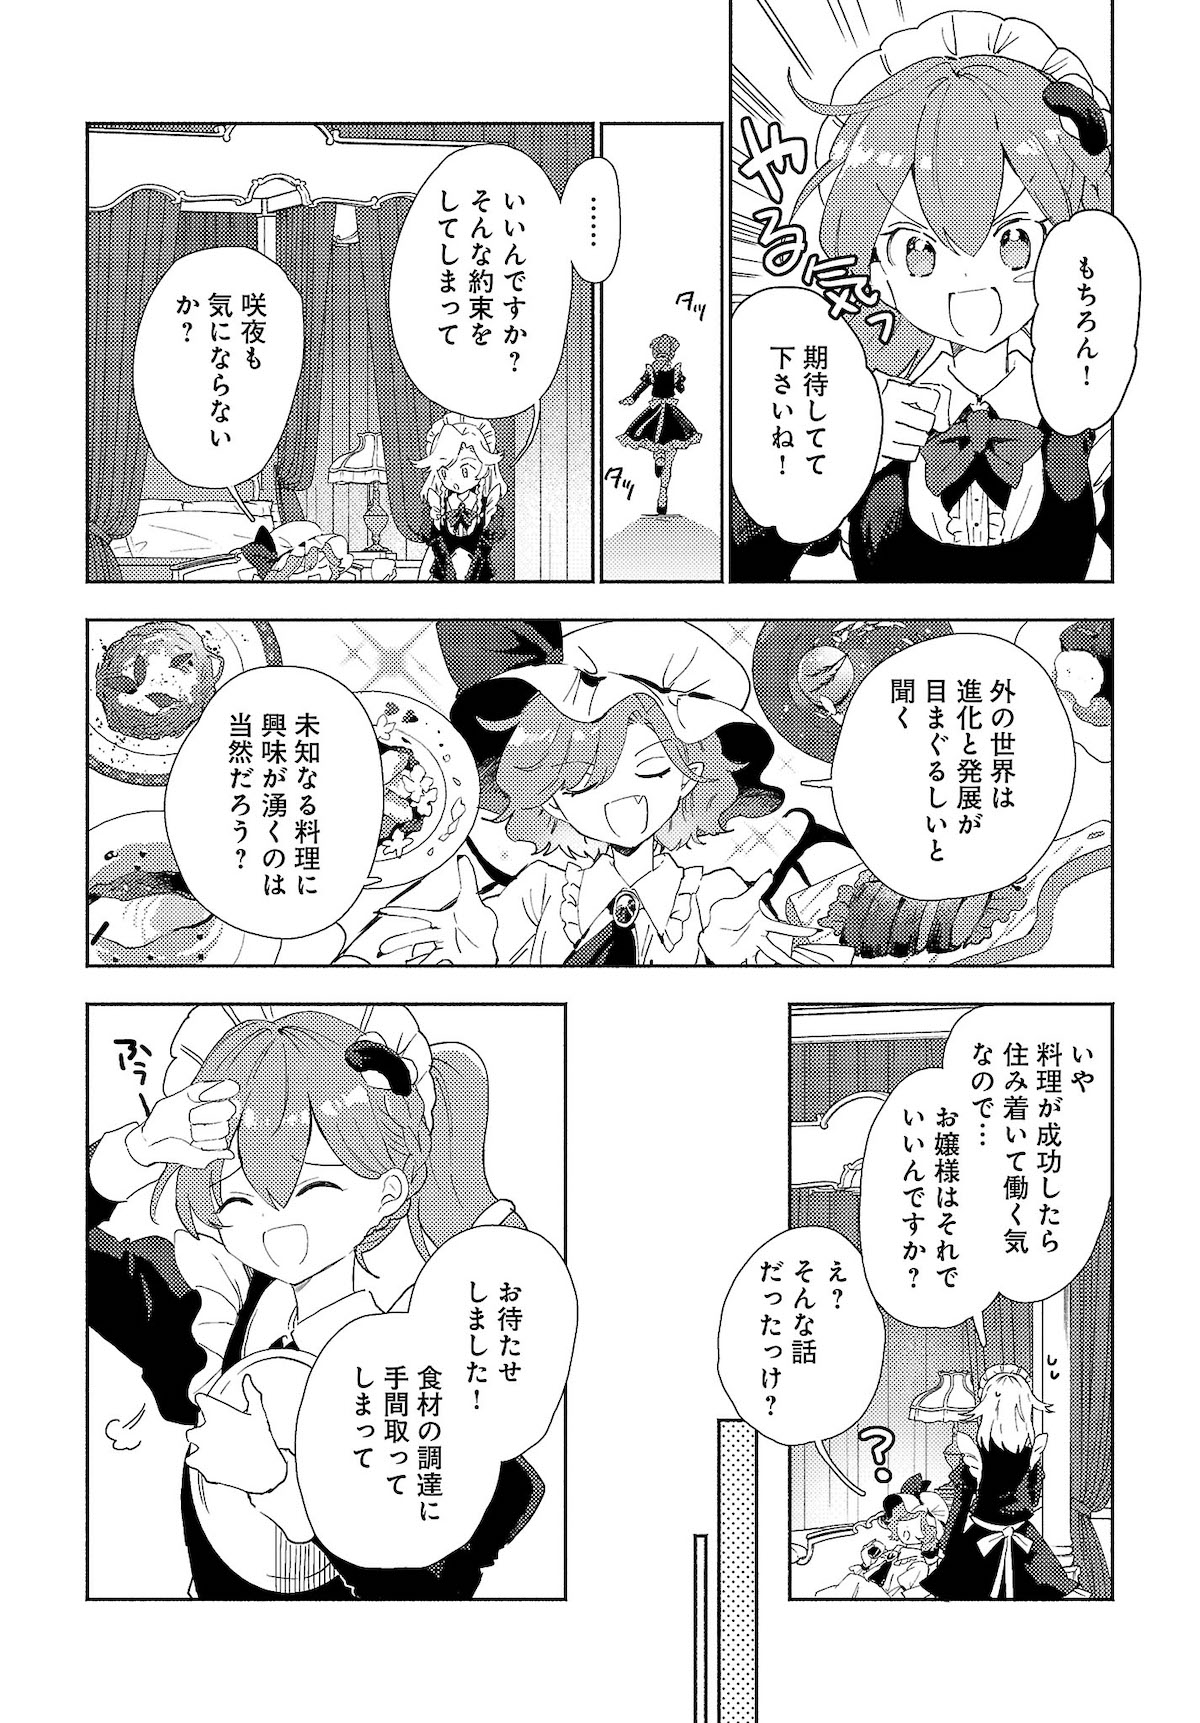 もちろん!
やるたぞっ
期待してて
下さいね!
……
タッ
タッ
いいんですか?
そんな約束を
してしまって
咲夜も
気にならない
か?
外の世界は
進化と発展が
目まぐるしいと
聞く
未知なる料理に
興味が湧くのは
当然だろう?
いや
料理が成功したら
住み着いて働く気
なので…
お嬢様はそれで
いいんですか?
え?
そんな話
だったっけ?
?
お待たせ
しました!
食材の調達に
手間取って
しまって
ふぅー